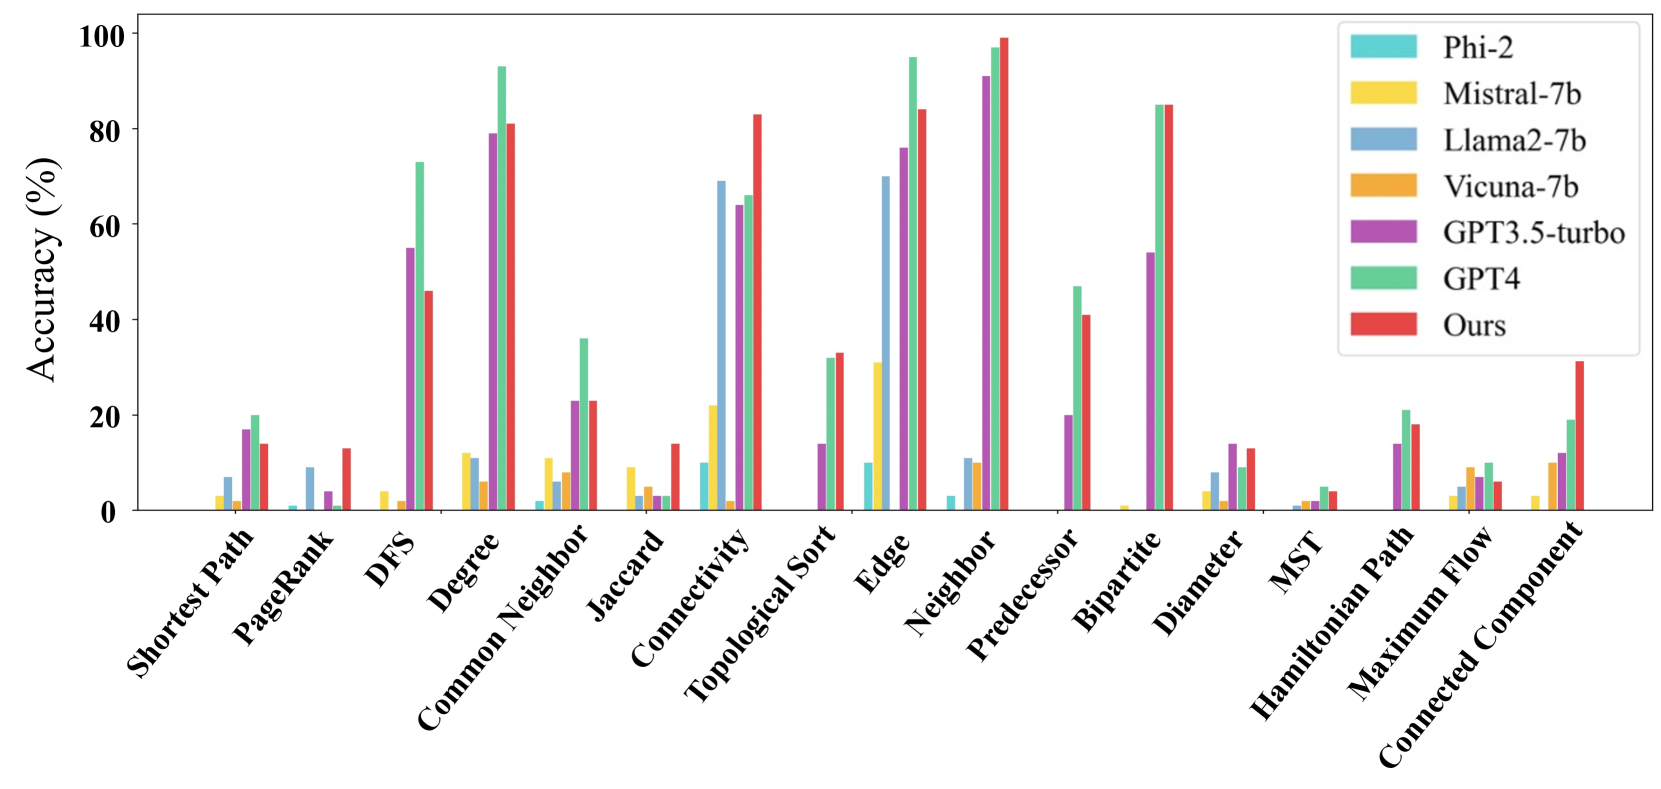 Accuracy (%)
100
80
60
40
20
0
Phi-2
Mistral-7b
Llama2-7b
Vicuna-7b
GPT3.5-turbo
GPT4
Ours
Shortest Path
PageRank
DFS
Degree
Common Neighbor
Jaccard
Connectivity
Topological Sort
Edge
Neighbor
Predecessor
Bipartite
Diameter
MST
Hamiltonian Path
Maximum Flow
Connected Component